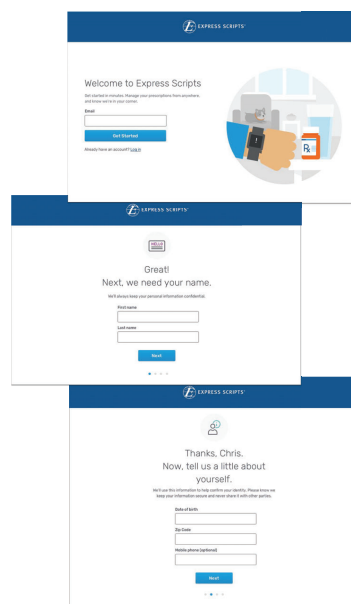 EXPRESS SCRIPTS®
Welcome to Express Scripts
Get started in minutes. Manage your prescriptions from anywhere
and know we're in your corner.
Email
Get Started
Already have an account? Log in
Rx
EXPRESS SCRIPTS®
HELLO
Great!
Next, we need your name.
We'll always keep your personal information confidential.
First name
Last name
Next
EXPRESS SCRIPTS®
Thanks, Chris.
Now, tell us a little about
yourself.
We'll use this information to help confirm your identity. Please know we
keep your information secure and never share it with other parties.
Date of birth
Zip Code
Mobile phone (optional)
Next